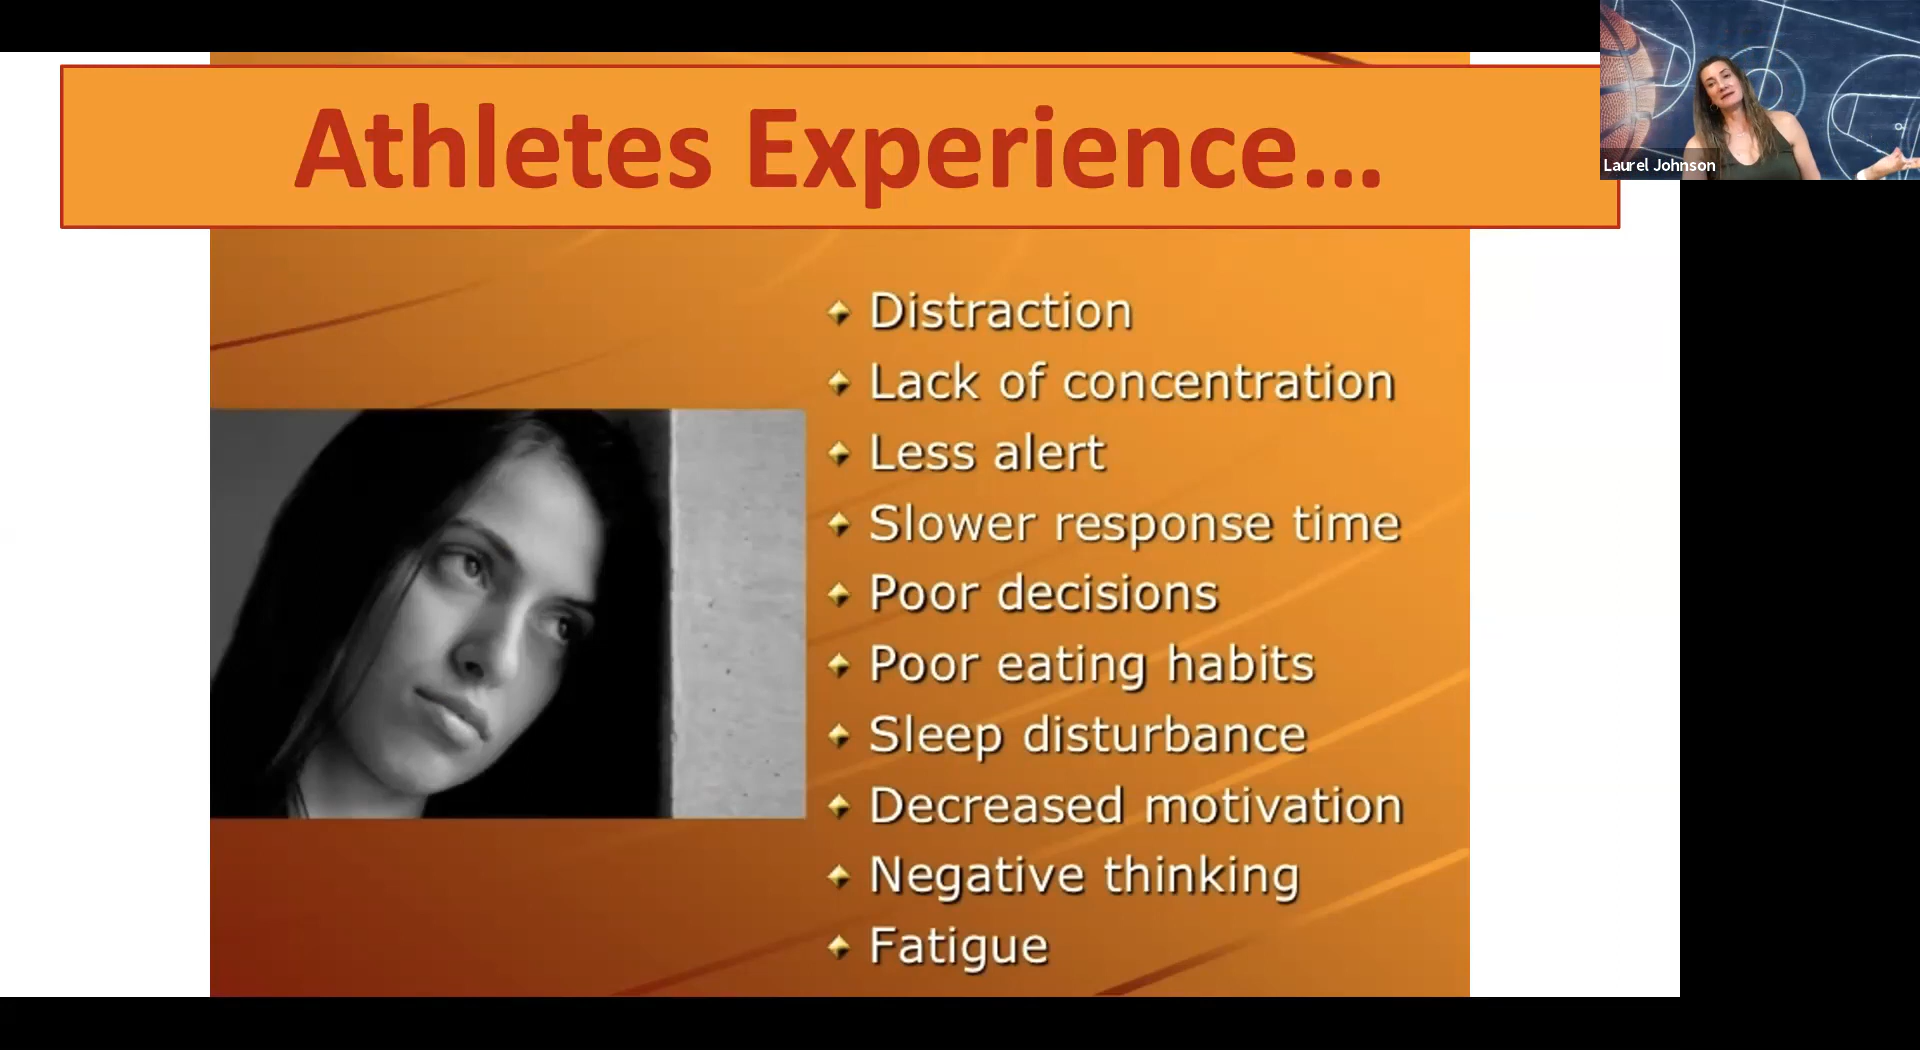 Athletes Experience...
Laurel Johnson
Distraction
Lack of concentration
Less alert
Slower response time
Poor decisions
Poor eating habits
Sleep disturbance
Decreased motivation
Negative thinking
Fatigue